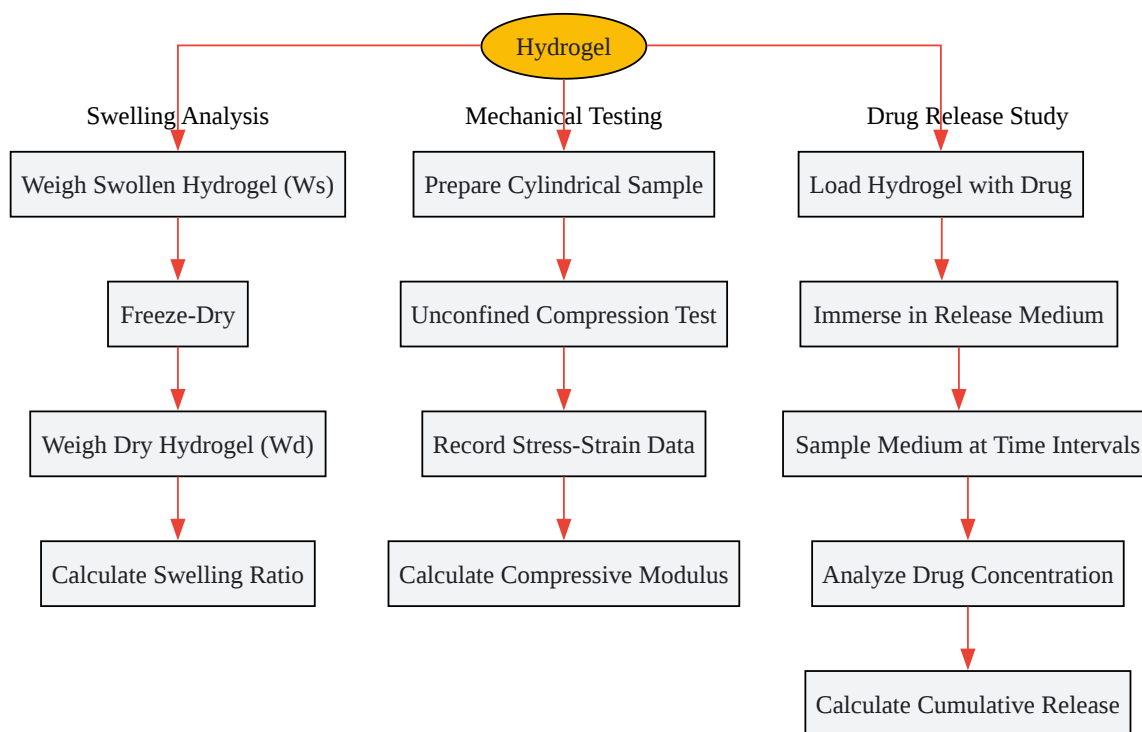 Hydrogel
Swelling Analysis
Weigh Swollen Hydrogel (Ws)
Freeze-Dry
Weigh Dry Hydrogel (Wd)
Calculate Swelling Ratio
Mechanical Testing
Prepare Cylindrical Sample
Unconfined Compression Test
Record Stress-Strain Data
Calculate Compressive Modulus
Drug Release Study
Load Hydrogel with Drug
Immerse in Release Medium
Sample Medium at Time Intervals
Analyze Drug Concentration
Calculate Cumulative Release